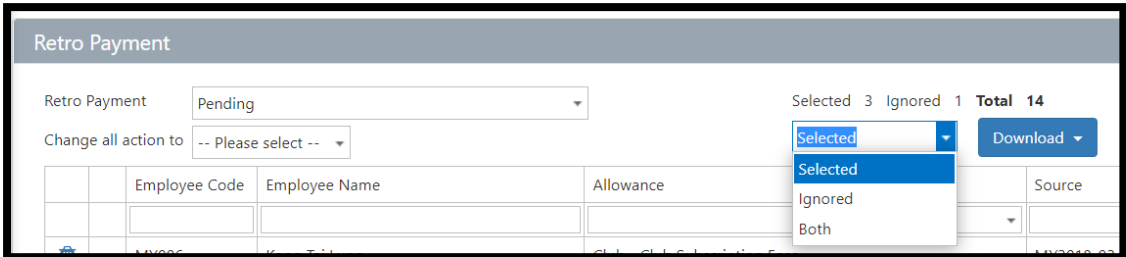 Retro Payment
Retro Payment Pending Selected 3 Ignored 1 Total 14
Change all action to -- Please select -- Selected Download
Selected
Ignored
Both
Employee Code Employee Name Allowance Source